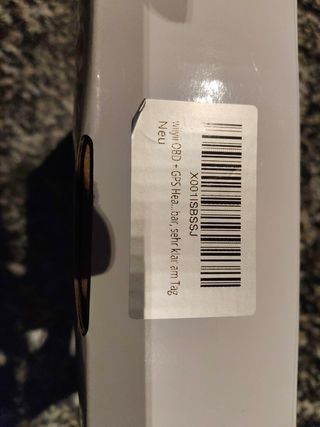 X001ISBSSJ
wiiyii OBD + GPS Hea...bar, sehr klar am Tag
Neu